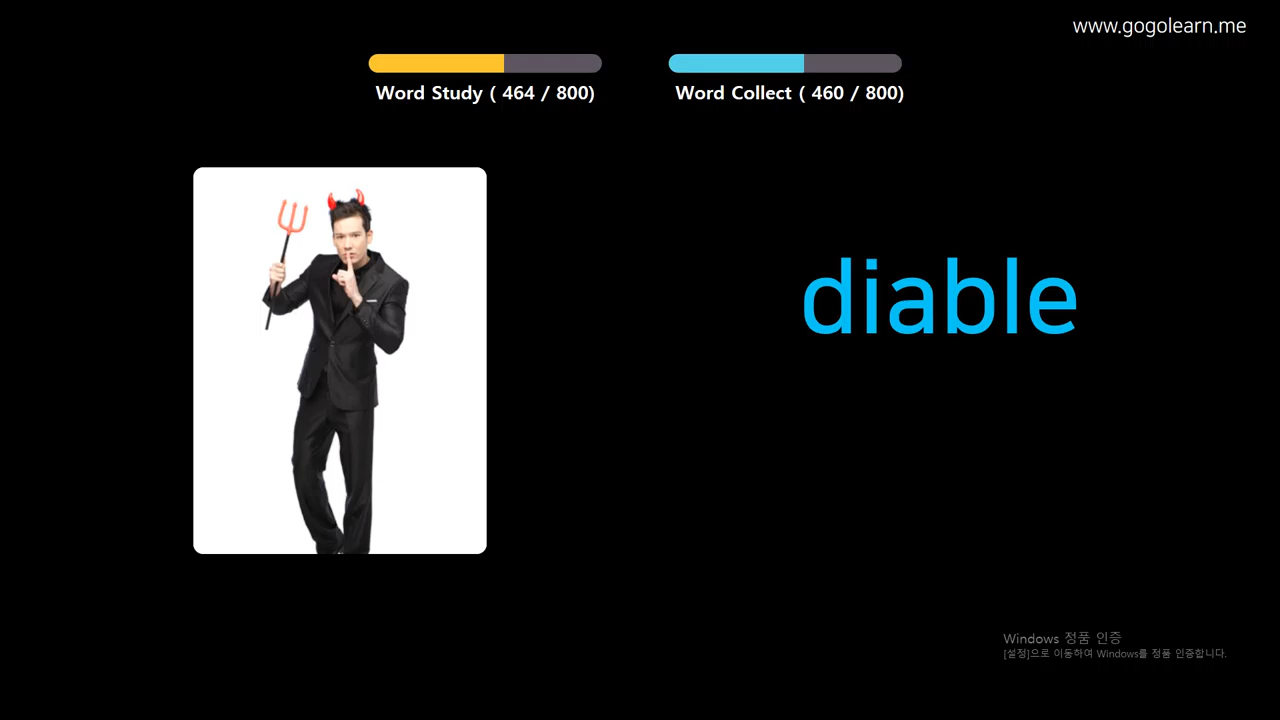 www.gogolearn.me
Word Study ( 464 / 800)
Word Collect ( 460 / 800)
diable
Windows 정품 인증
[설정]으로 이동하여 Windows를 정품 인증합니다.